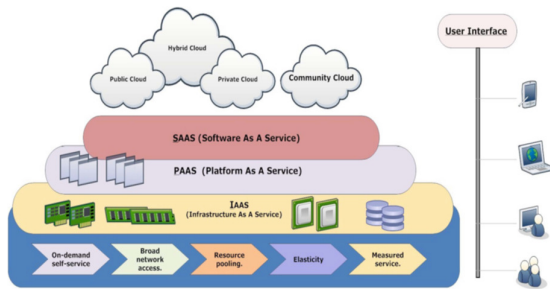 Hybrid Cloud
Public Cloud
Private Cloud
Community Cloud
User Interface
SAAS (Software As A Service)
PAAS (Platform As A Service)
IAAS
(Infrastructure As A Service)
On-demand
self-service
Broad
network
access.
Resource
pooling.
Elasticity
Measured
service.